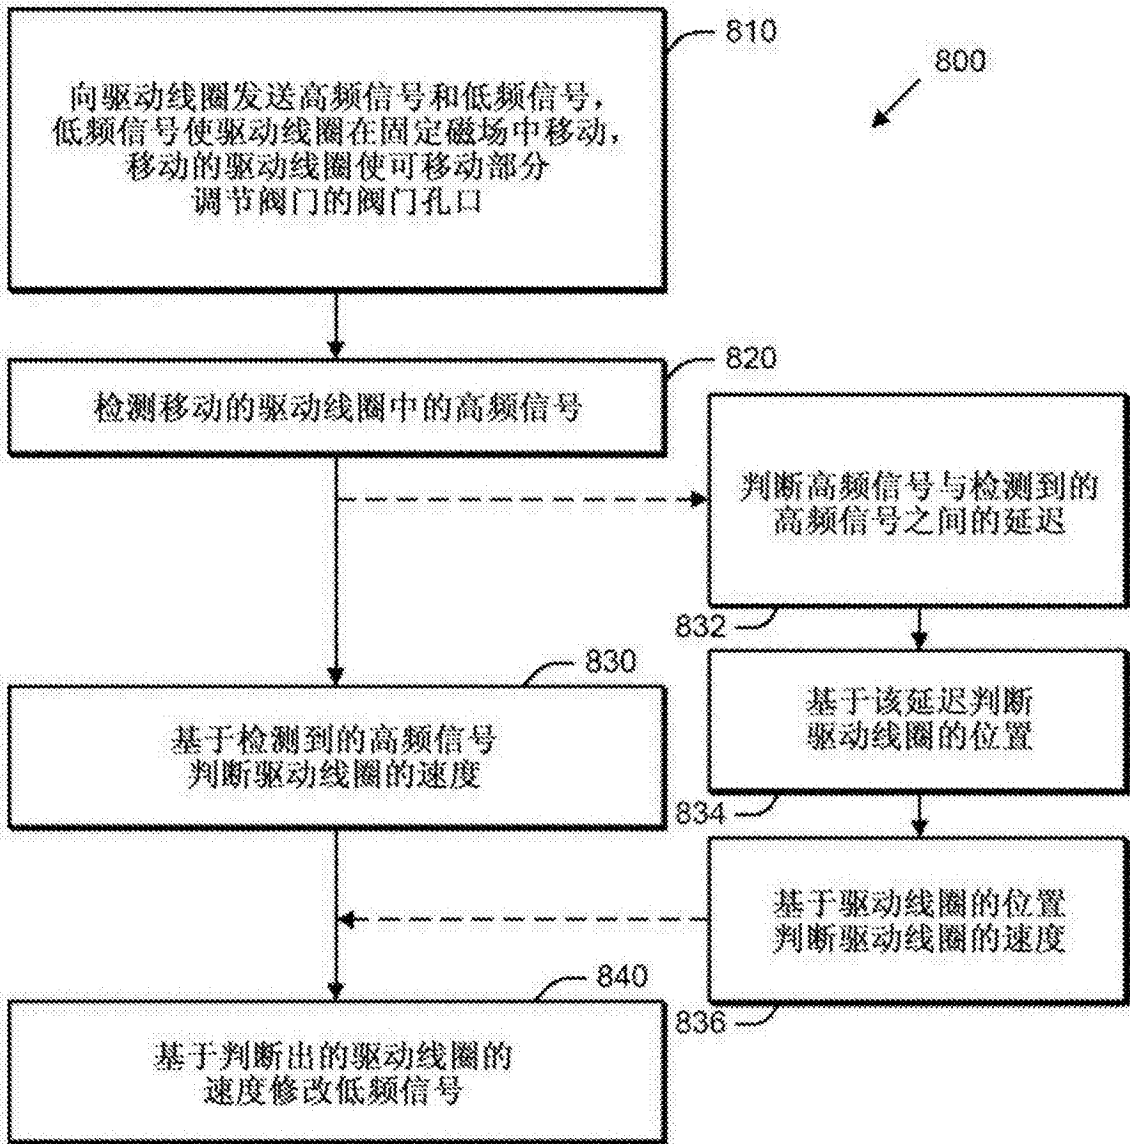 810
800
向驱动线圈发送高频信号和低频信号，
低频信号使驱动线圈在固定磁场中移动，
移动的驱动线圈使可移动部分
调节阀门的阀门孔口
820
检测移动的驱动线圈中的高频信号
判断高频信号与检测到的
高频信号之间的延迟
832
830
基于检测到的高频信号
判断驱动线圈的速度
基于该延迟判断
驱动线圈的位置
834
基于驱动线圈的位置
判断驱动线圈的速度
836
840
基于判断出的驱动线圈的
速度修改低频信号